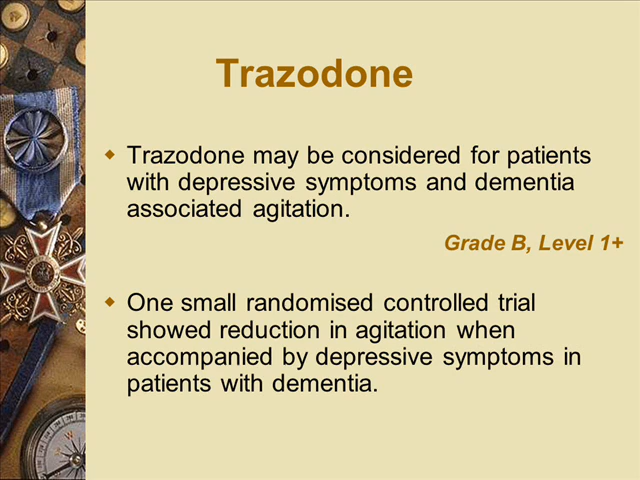 Trazodone
Trazodone may be considered for patients
with depressive symptoms and dementia
associated agitation.
Grade B, Level 1+
One small randomised controlled trial
showed reduction in agitation when
accompanied by depressive symptoms in
patients with dementia.